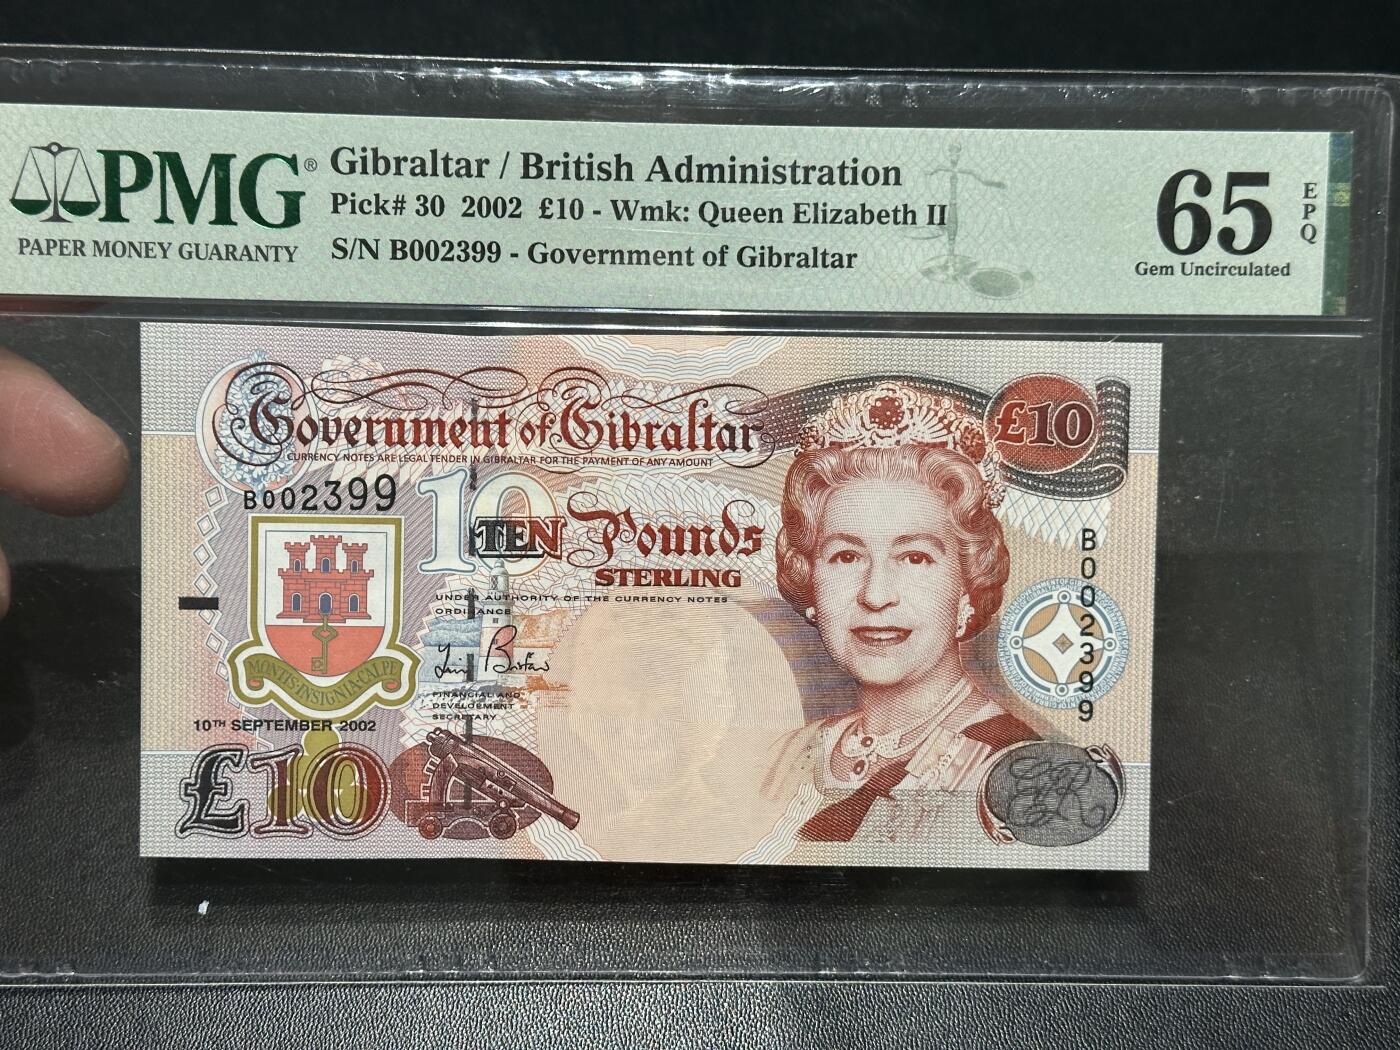 PMG®
PAPER MONEY GUARANTY
Gibraltar / British Administration
Pick# 30 2002 £10 - Wmk: Queen Elizabeth II
S/N B002399 - Government of Gibraltar
65 EPQ
Gem Uncirculated
Government of Gibraltar
CURRENCY NOTES ARE LEGAL TENDER IN GIBRALTAR FOR THE PAYMENT OF ANY AMOUNT
£10
B002399
10
TEN Pounds
STERLING
UNDER AUTHORITY OF THE CURRENCY NOTES
ORDINANCE
FINANCIAL AND
DEVELOPMENT
SECRETARY
MONTIS·INSIGNIA·CALPE
10TH SEPTEMBER 2002
£10
B002399